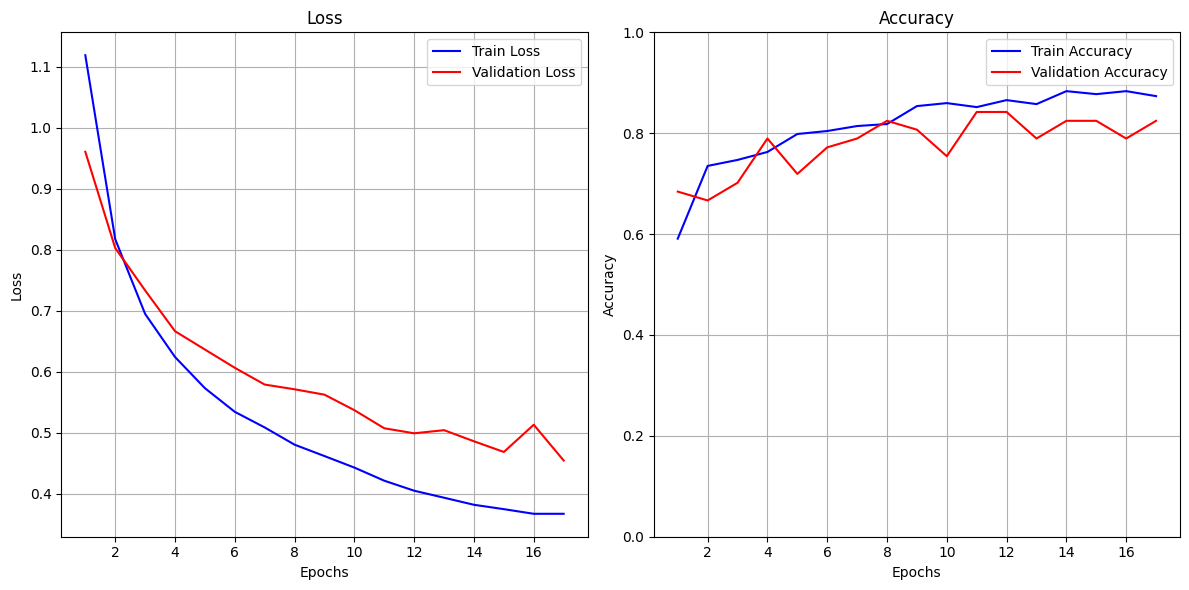 Loss
Train Loss
Validation Loss
1.1
1.0
0.9
0.8
0.7
0.6
0.5
0.4
Loss
2 4 6 8 10 12 14 16
Epochs
Accuracy
Train Accuracy
Validation Accuracy
1.0
0.8
0.6
0.4
0.2
0.0
Accuracy
2 4 6 8 10 12 14 16
Epochs